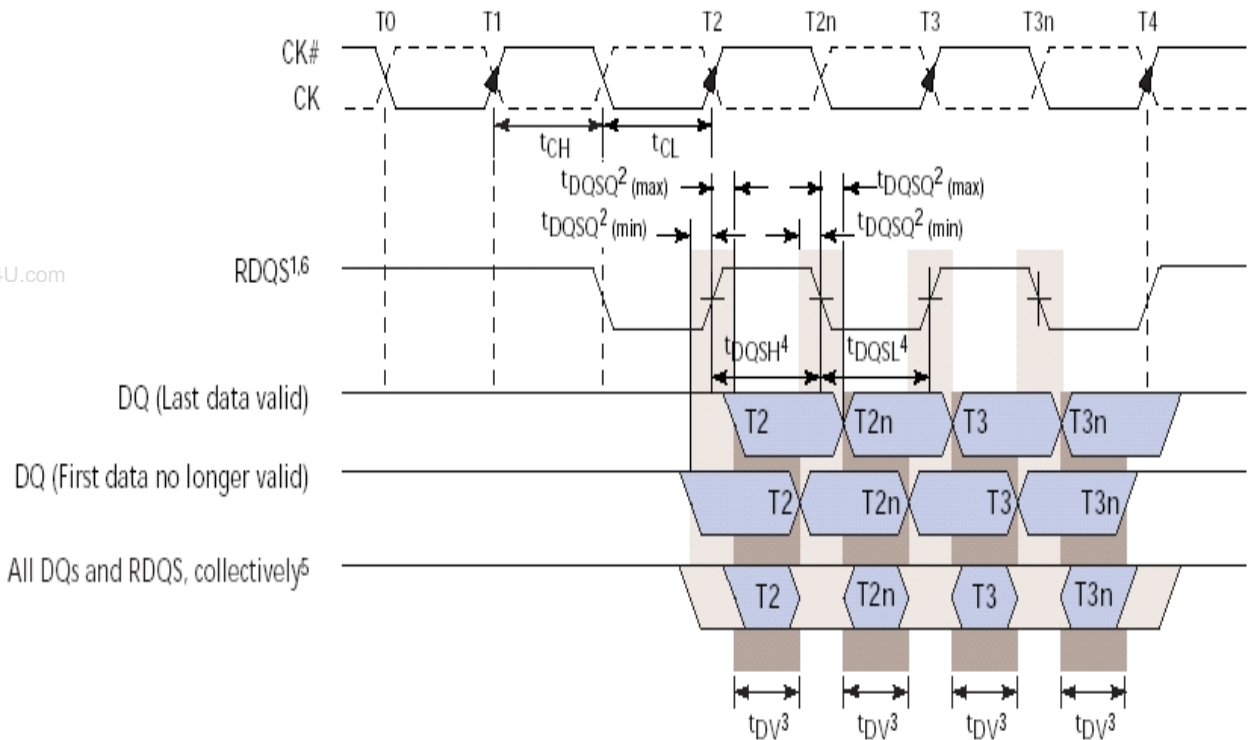 T0 T1 T2 T2n T3 T3n T4
CK#
CK
tCH tCL
tDQSQ² (max) tDQSQ² (max)
tDQSQ² (min) tDQSQ² (min)
4U.com
RDQS1,6
tDQSH⁴ tDQSL⁴
DQ (Last data valid)
T2 T2n T3 T3n
DQ (First data no longer valid)
T2 T2n T3 T3n
All DQs and RDQS, collectively⁵
T2 T2n T3 T3n
tDV³ tDV³ tDV³ tDV³